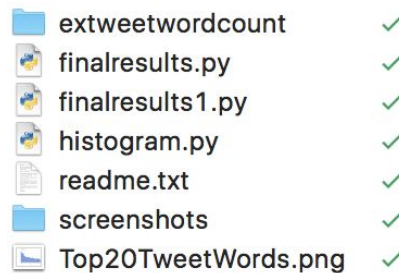 extweetwordcount
finalresults.py
finalresults1.py
histogram.py
readme.txt
screenshots
Top20TweetWords.png